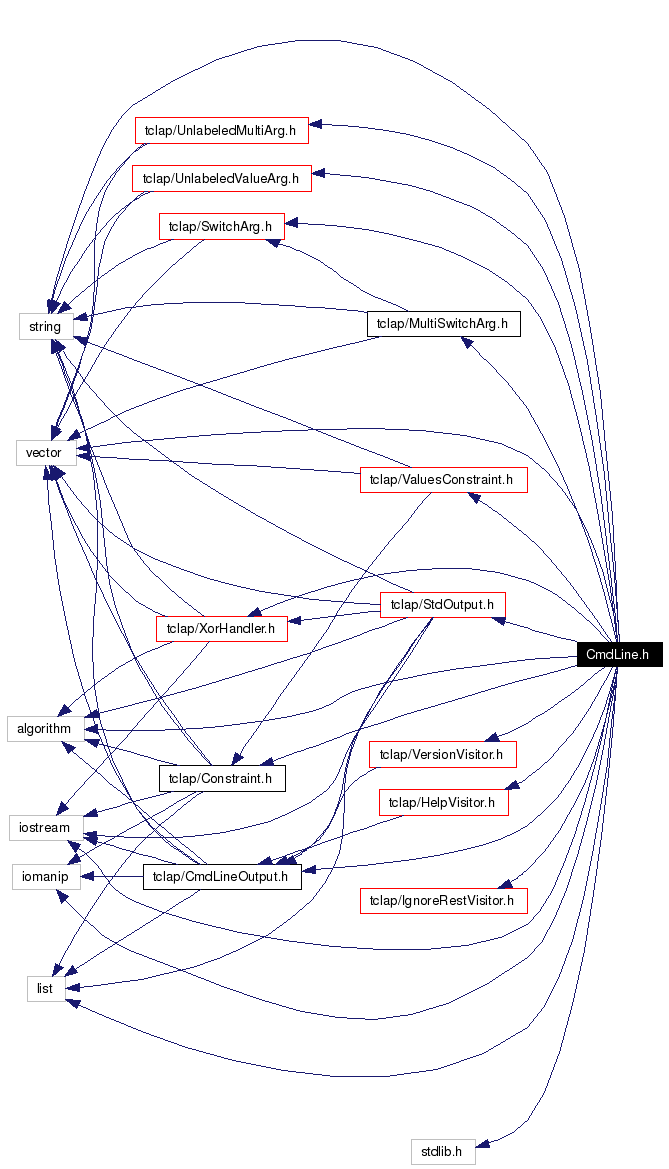 tclap/UnlabeledMultiArg.h
tclap/UnlabeledValueArg.h
tclap/SwitchArg.h
string
tclap/MultiSwitchArg.h
vector
tclap/ValuesConstraint.h
tclap/StdOutput.h
tclap/XorHandler.h
CmdLine.h
algorithm
tclap/VersionVisitor.h
tclap/Constraint.h
tclap/HelpVisitor.h
iostream
iomanip
tclap/CmdLineOutput.h
tclap/IgnoreRestVisitor.h
list
stdlib.h